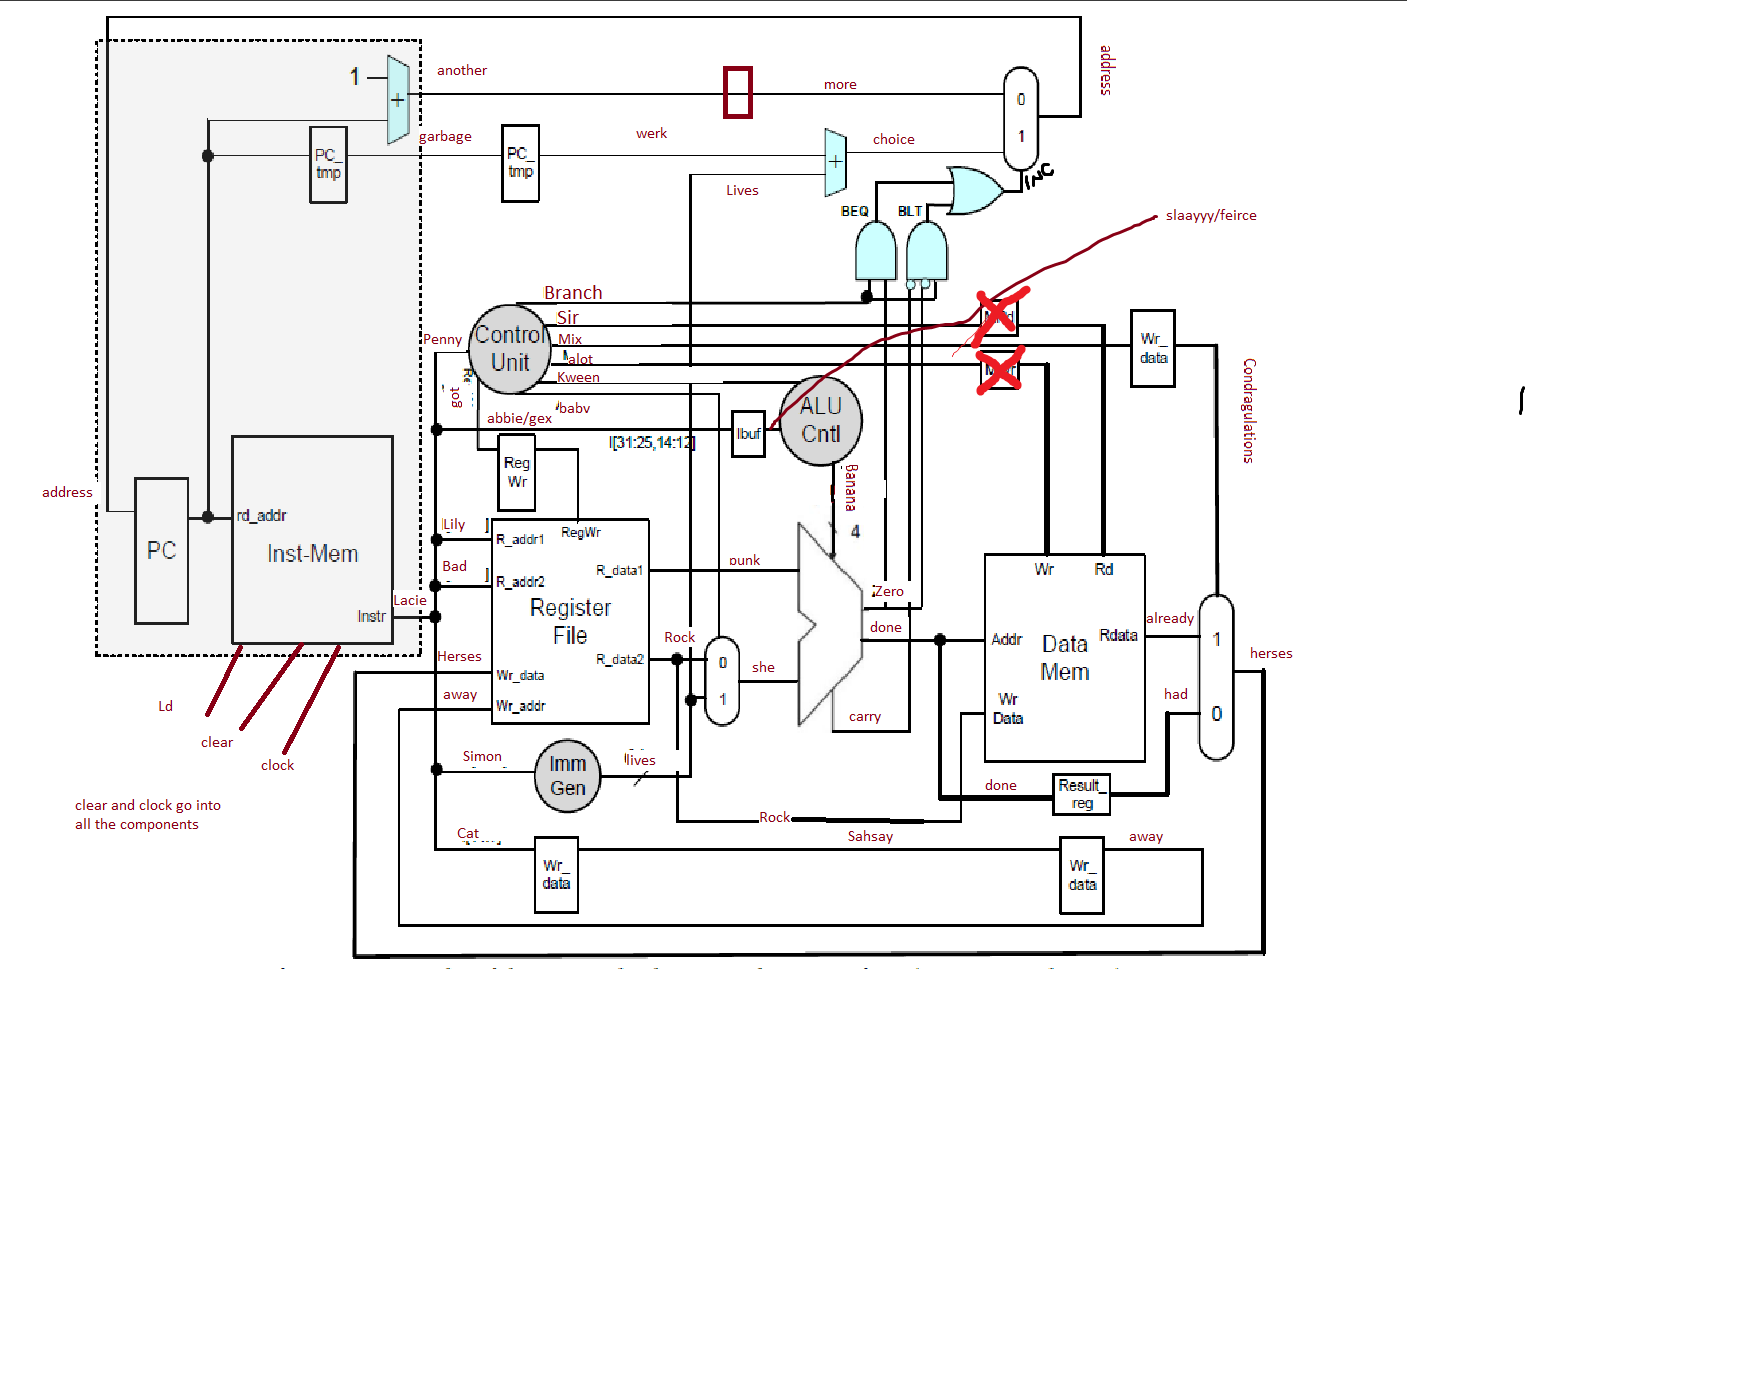 address
1
another
+
more
0
1
garbage
werk
choice
PC_
tmp
PC_
tmp
+
Lives
INC
BEQ
BLT
slaayyy/feirce
Branch
Sir
Mix
alot
Kween
Penny
Control
Unit
Wr_
data
got
abbie/gex
ALU
Cntl
Ibuf
I[31:25,14:12]
Condragulations
Reg
Wr
Banana
4
address
PC
rd_addr
Inst-Mem
Instr
Lacie
Lily
Bad
R_addr1
R_addr2
RegWr
R_data1
Register
File
R_data2
Wr_data
Wr_addr
Herses
away
punk
Rock
0
1
she
Zero
done
carry
Wr
Rd
Addr
Data
Mem
Rdata
Wr
Data
already
had
1
0
herses
Ld
clear
clock
clear and clock go into
all the components
Simon
Imm
Gen
lives
done
Result_
reg
Rock
Cat
Sahsay
away
Wr_
data
Wr_
data